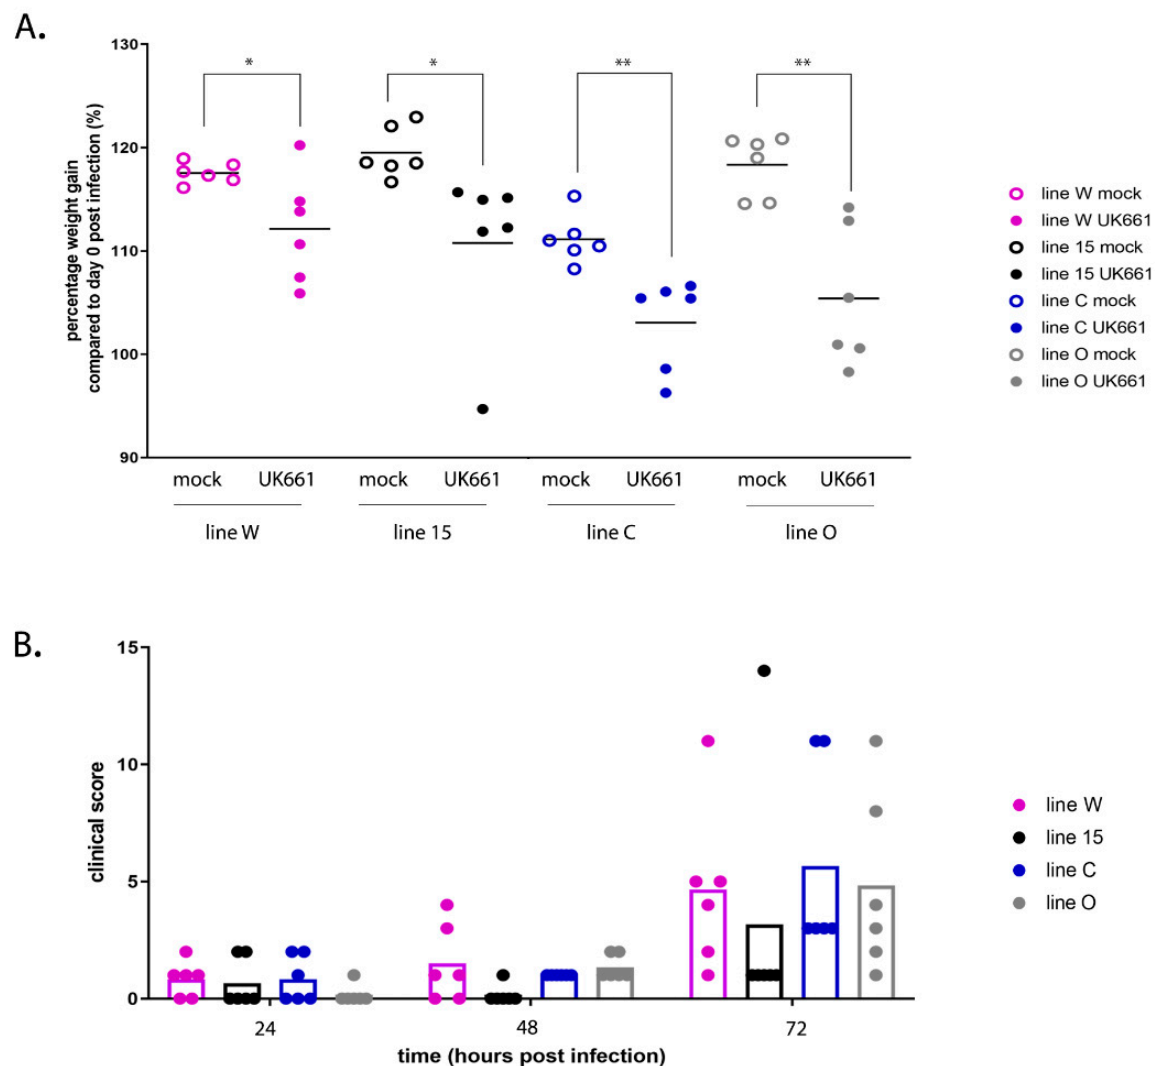 A.
percentage weight gain
compared to day 0 post infection (%)
130
120
110
100
90
*
*
**
**
mock UK661 mock UK661 mock UK661 mock UK661
line W line 15 line C line O
line W mock
line W UK661
line 15 mock
line 15 UK661
line C mock
line C UK661
line O mock
line O UK661
B.
clinical score
15
10
5
0
24 48 72
time (hours post infection)
line W
line 15
line C
line O